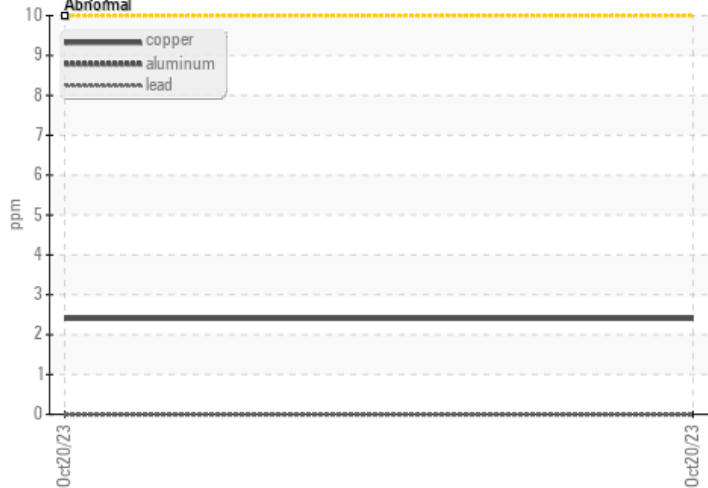 Abnormal
10
9
8
7
6
5
4
3
2
1
0
ppm
copper
aluminum
lead
Oct20/23
Oct20/23